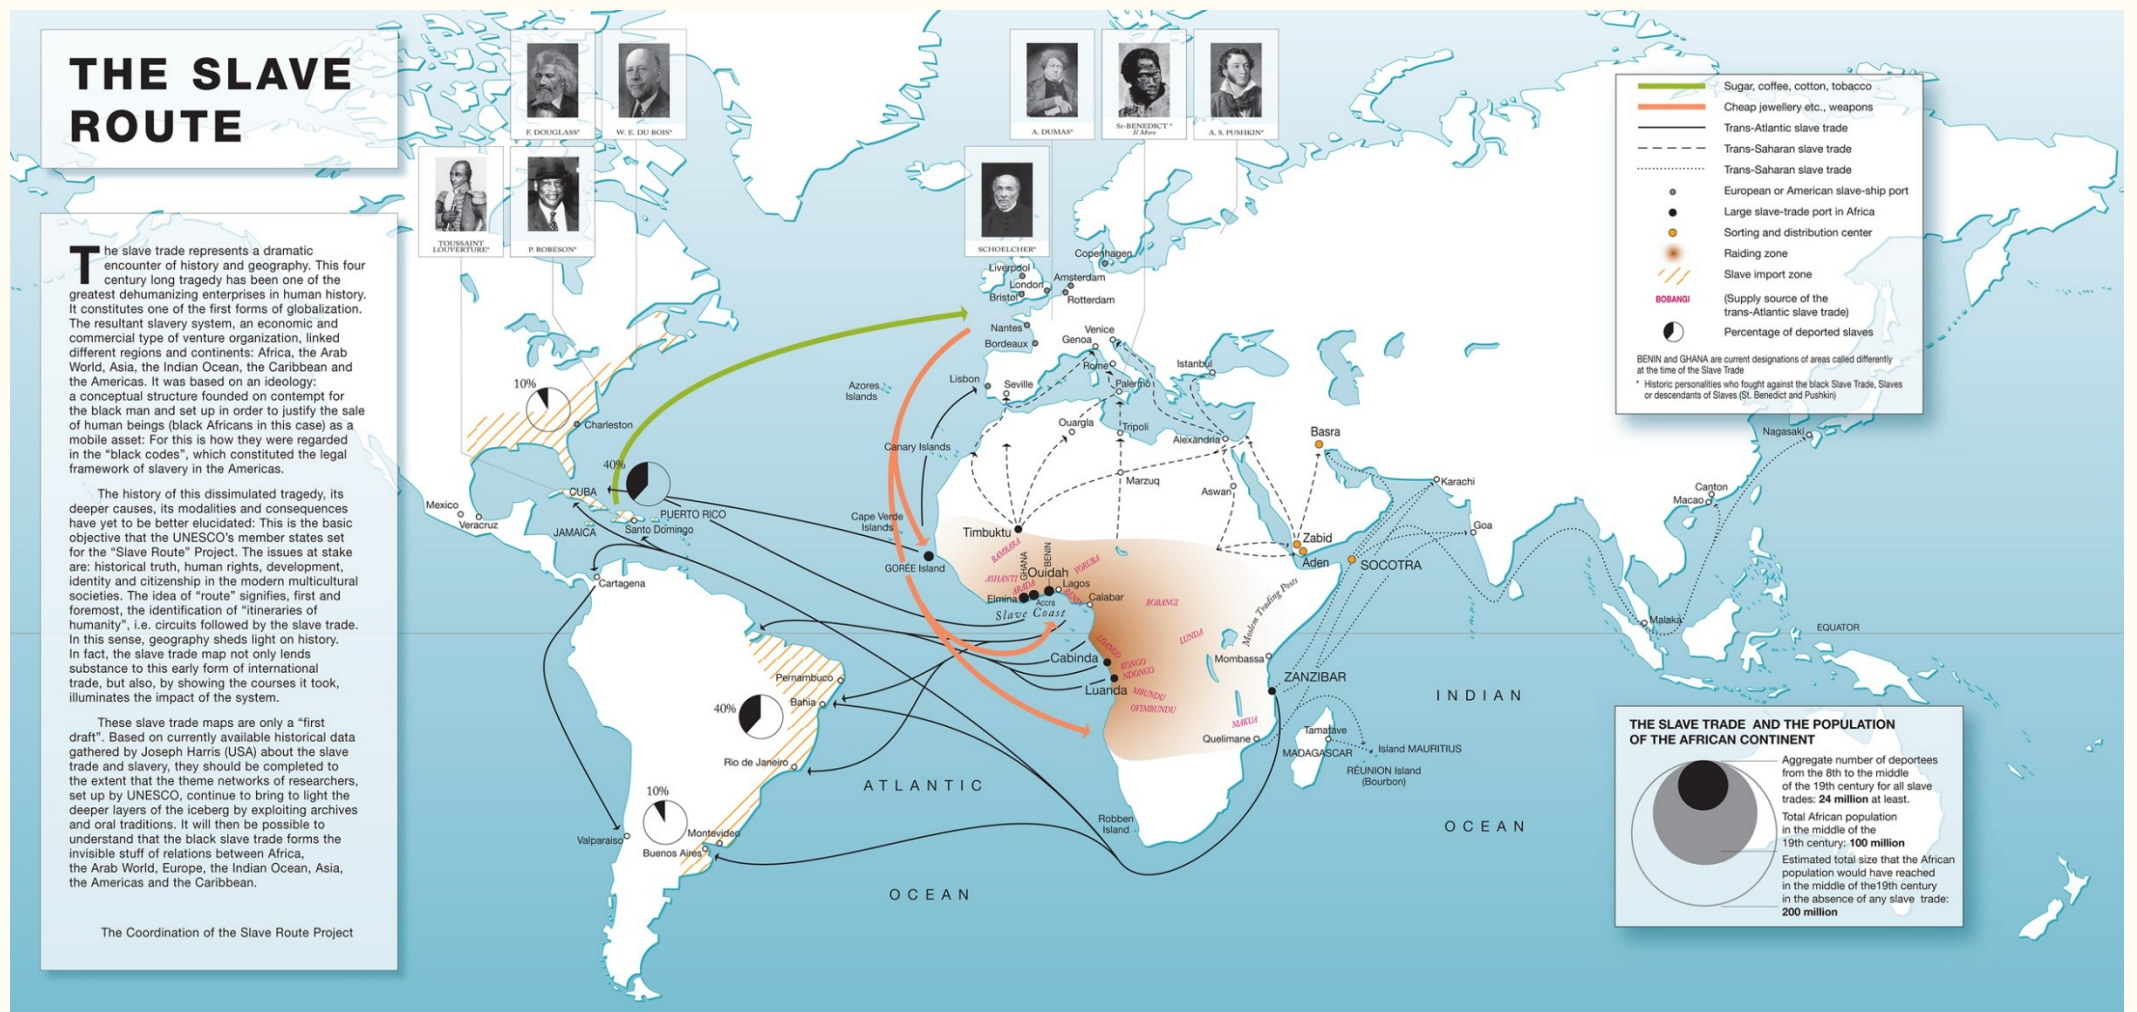 THE SLAVE
ROUTE
The slave trade represents a dramatic
encounter of history and geography. This four
century long tragedy has been one of the
greatest dehumanizing enterprises in human history.
It constitutes one of the first forms of globalization.
The resultant slavery system, an economic and
commercial type of venture organization, linked
different regions and continents: Africa, the Arab
World, Asia, the Indian Ocean, the Caribbean and
the Americas. It was based on an ideology:
a conceptual structure founded on contempt for
the black man and set up in order to justify the sale
of human beings (black Africans in this case) as a
mobile asset: For this is how they were regarded
in the “black codes”, which constituted the legal
framework of slavery in the Americas.
The history of this dissimulated tragedy, its
deeper causes, its modalities and consequences
have yet to be better elucidated: This is the basic
objective that the UNESCO’s member states set
for the “Slave Route” Project. The issues at stake
are: historical truth, human rights, development,
identity and citizenship in the modern multicultural
societies. The idea of “route” signifies, first and
foremost, the identification of “itineraries of
humanity”, i.e. circuits followed by the slave trade.
In this sense, geography sheds light on history.
In fact, the slave trade map not only lends
substance to this early form of international
trade, but also, by showing the courses it took,
illuminates the impact of the system.
These slave trade maps are only a “first
draft”. Based on currently available historical data
gathered by Joseph Harris (USA) about the slave
trade and slavery, they should be completed to
the extent that the theme networks of researchers,
set up by UNESCO, continue to bring to light the
deeper layers of the iceberg by exploiting archives
and oral traditions. It will then be possible to
understand that the black slave trade forms the
invisible stuff of relations between Africa,
the Arab World, Europe, the Indian Ocean, Asia,
the Americas and the Caribbean.
The Coordination of the Slave Route Project
F. DOUGLASS*
W. E. DU BOIS*
TOUSSAINT
LOUVERTURE*
P. ROBESON*
A. DUMAS*
St-BENEDICT *
Il Moro
A. S. PUSHKIN*
SCHOELCHER*
Sugar, coffee, cotton, tobacco
Cheap jewellery etc., weapons
Trans-Atlantic slave trade
Trans-Saharan slave trade
Trans-Saharan slave trade
European or American slave-ship port
Large slave-trade port in Africa
Sorting and distribution center
Raiding zone
Slave import zone
BOBANGI
(Supply source of the
trans-Atlantic slave trade)
Percentage of deported slaves
BENIN and GHANA are current designations of areas called differently
at the time of the Slave Trade
* Historic personalities who fought against the black Slave Trade, Slaves
or descendants of Slaves (St. Benedict and Pushkin)
Copenhagen
Liverpool
Amsterdam
London
Bristol
Rotterdam
Nantes
Bordeaux
Venice
Genoa
Rome
Istanbul
Lisbon
Seville
Palermo
Azores
Islands
Ouargla
Tripoli
Alexandria
Basra
Nagasaki
Canary Islands
Marzuq
Aswan
Karachi
Canton
Macao
Goa
Cape Verde
Islands
Timbuktu
GORÉE Island
Zabid
Aden
SOCOTRA
BAMBARA
GHANA
BENIN
YORUBA
ASHANTI
ARADA
Ouidah
Lagos
BENIN
Elmina
Accra
Calabar
Slave Coast
BOBANGI
Moslem Trading Posts
LUNDA
LOANGO
Cabinda
KONGO
NDONGO
Luanda
MBUNDU
OVIMBUNDU
Mombassa
ZANZIBAR
MAKUA
Quelimane
Tamatave
MADAGASCAR
Island MAURITIUS
RÉUNION Island
(Bourbon)
Malaka
EQUATOR
INDIAN
OCEAN
Robben
Island
10%
Charleston
40%
CUBA
PUERTO RICO
JAMAICA
Santo Domingo
Mexico
Veracruz
Cartagena
Pernambuco
Bahia
40%
Rio de Janeiro
10%
Montevideo
Valparaiso
Buenos Aires
ATLANTIC
OCEAN
THE SLAVE TRADE AND THE POPULATION
OF THE AFRICAN CONTINENT
Aggregate number of deportees
from the 8th to the middle
of the 19th century for all slave
trades: 24 million at least.
Total African population
in the middle of the
19th century: 100 million
Estimated total size that the African
population would have reached
in the middle of the19th century
in the absence of any slave trade:
200 million